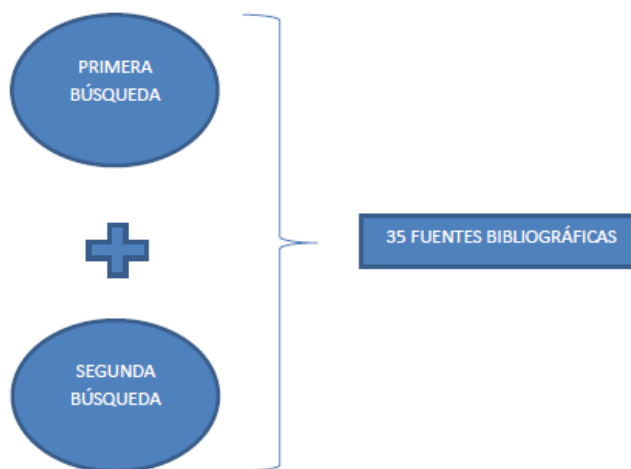 PRIMERA
BÚSQUEDA
35 FUENTES BIBLIOGRÁFICAS
SEGUNDA
BÚSQUEDA